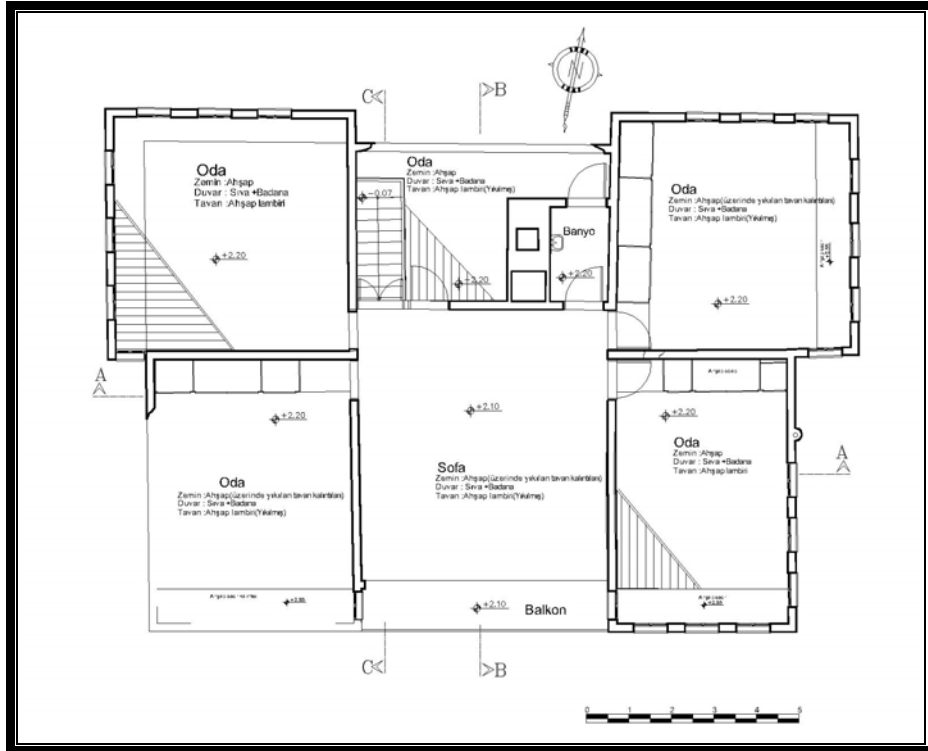 C B
N
Oda
Zemin :Ahşap
Duvar : Sıva +Badana
Tavan :Ahşap lambiri
+2.20
Oda
Zemin :Ahşap
Duvar : Sıva +Badana
Tavan :Ahşap lambiri(Yıkılmış)
-0.07
+2.20
Banyo
+2.20
Oda
Zemin :Ahşap(üzerinde yıkılan tavan kalıntıları)
Duvar : Sıva +Badana
Tavan :Ahşap lambiri(Yıkılmış)
+2.20
A
+2.20
Oda
Zemin :Ahşap(üzerinde yıkılan tavan kalıntıları)
Duvar : Sıva +Badana
Tavan :Ahşap lambiri(Yıkılmış)
+2.10
Sofa
Zemin :Ahşap(üzerinde yıkılan tavan kalıntıları)
Duvar : Sıva +Badana
Tavan :Ahşap lambiri(Yıkılmış)
+2.20
Oda
Zemin :Ahşap
Duvar : Sıva +Badana
Tavan :Ahşap lambiri
A
+2.10
Balkon
C B
0 1 2 3 4 5